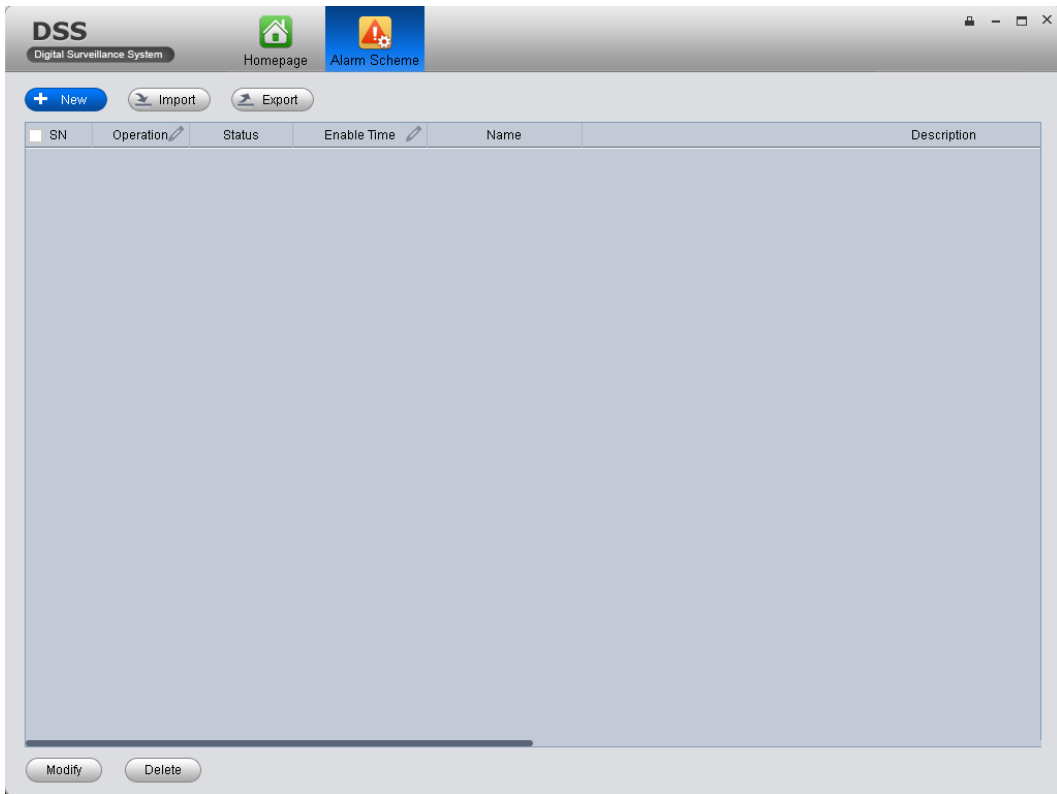 DSS
Digital Surveillance System
Homepage
Alarm Scheme
New Import Export
SN Operation Status Enable Time Name Description
Modify Delete